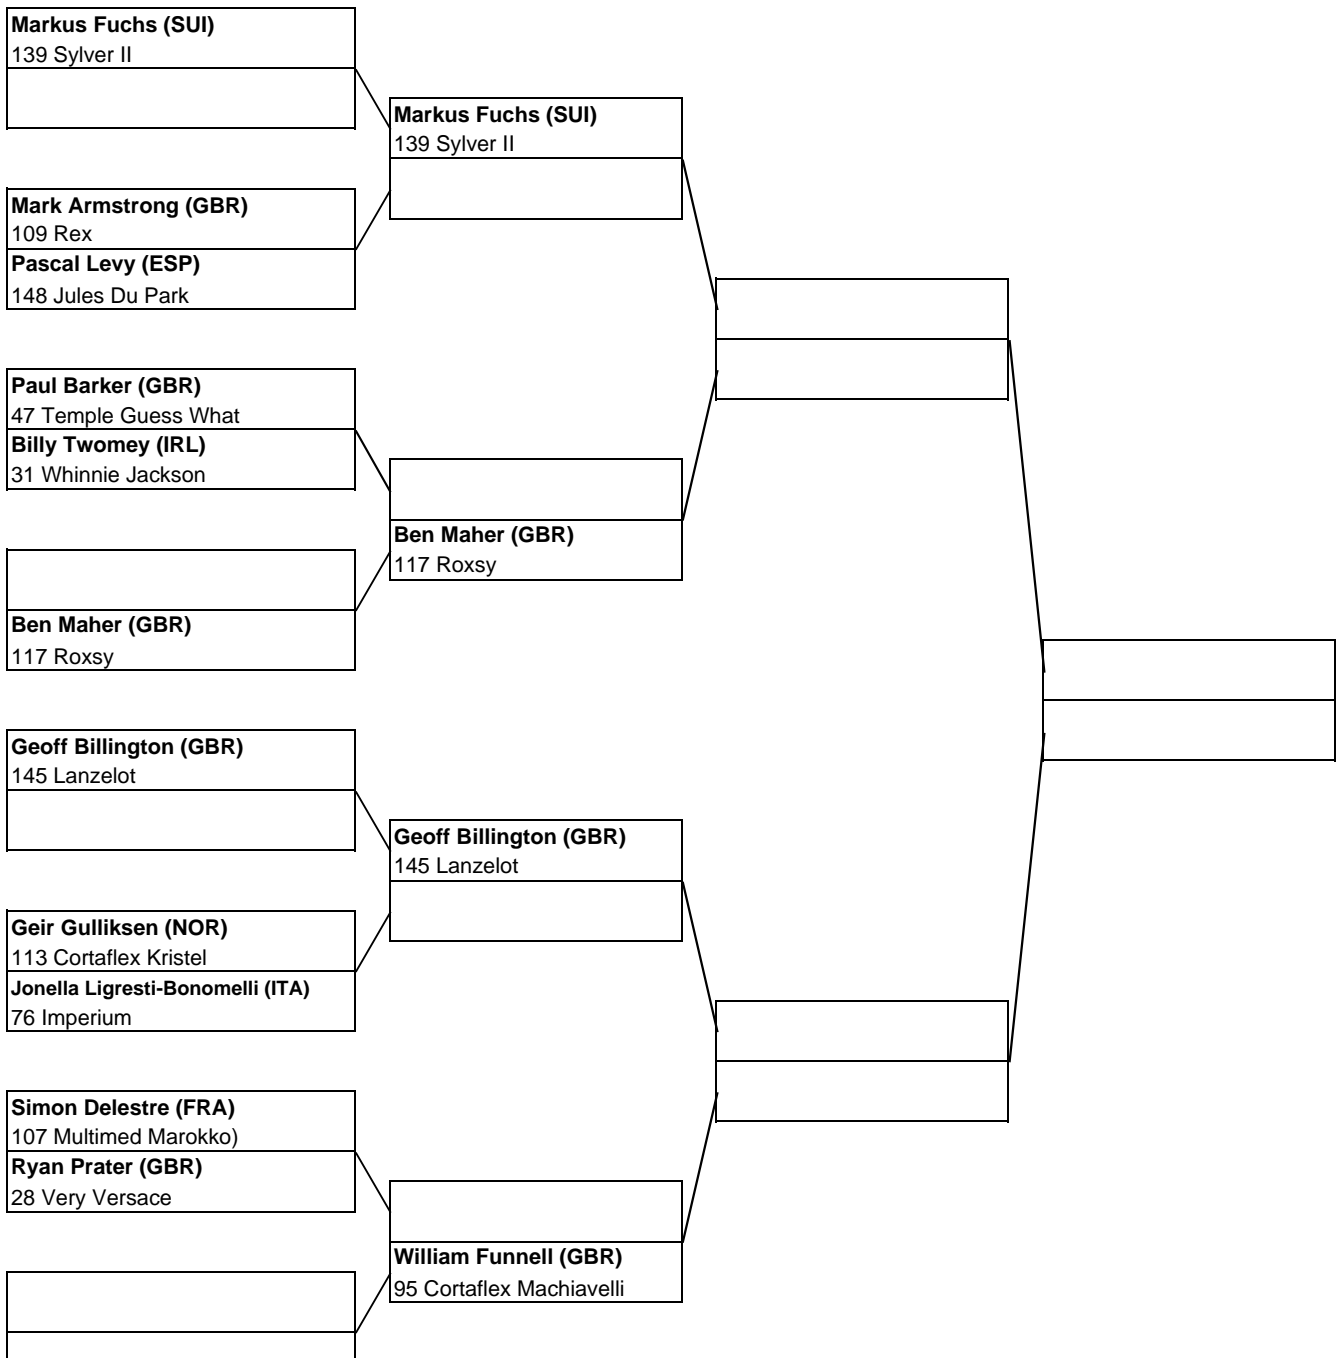 Markus Fuchs (SUI)
139 Sylver II
Mark Armstrong (GBR)
109 Rex
Pascal Levy (ESP)
148 Jules Du Park
Paul Barker (GBR)
47 Temple Guess What
Billy Twomey (IRL)
31 Whinnie Jackson
Ben Maher (GBR)
117 Roxsy
Geoff Billington (GBR)
145 Lanzelot
Geir Gulliksen (NOR)
113 Cortaflex Kristel
Jonella Ligresti-Bonomelli (ITA)
76 Imperium
Simon Delestre (FRA)
107 Multimed Marokko)
Ryan Prater (GBR)
28 Very Versace
Markus Fuchs (SUI)
139 Sylver II
Ben Maher (GBR)
117 Roxsy
Geoff Billington (GBR)
145 Lanzelot
William Funnell (GBR)
95 Cortaflex Machiavelli